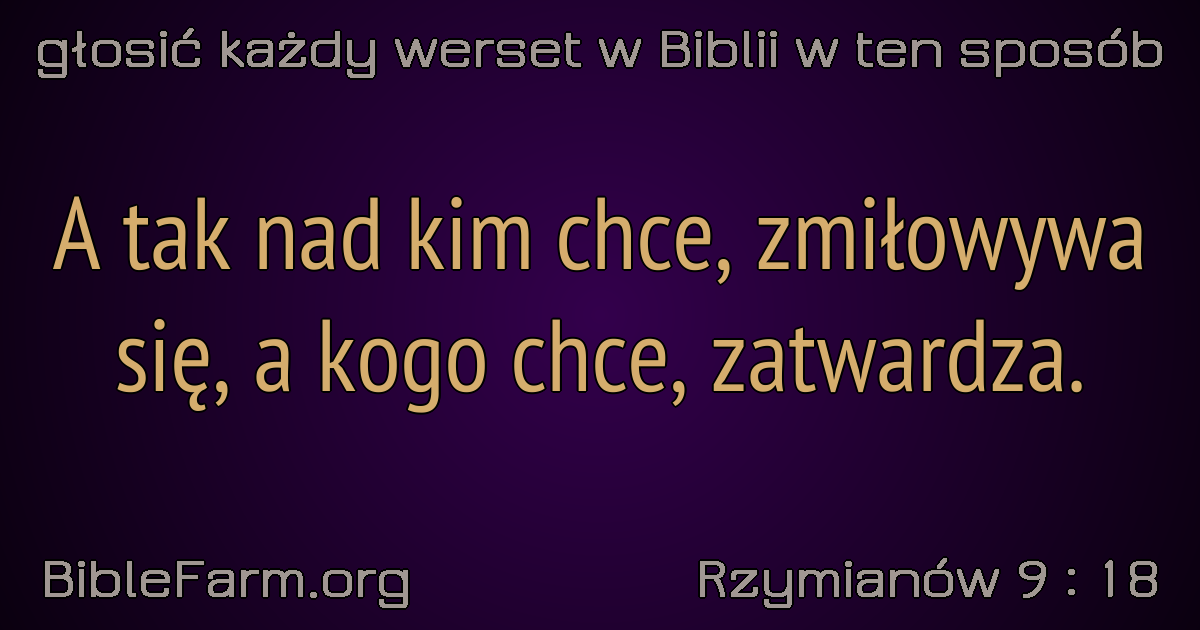 głosić każdy werset w Biblii w ten sposób
A tak nad kim chce, zmiłowywa
się, a kogo chce, zatwardza.
BibleFarm.org
Rzymianów 9 : 18